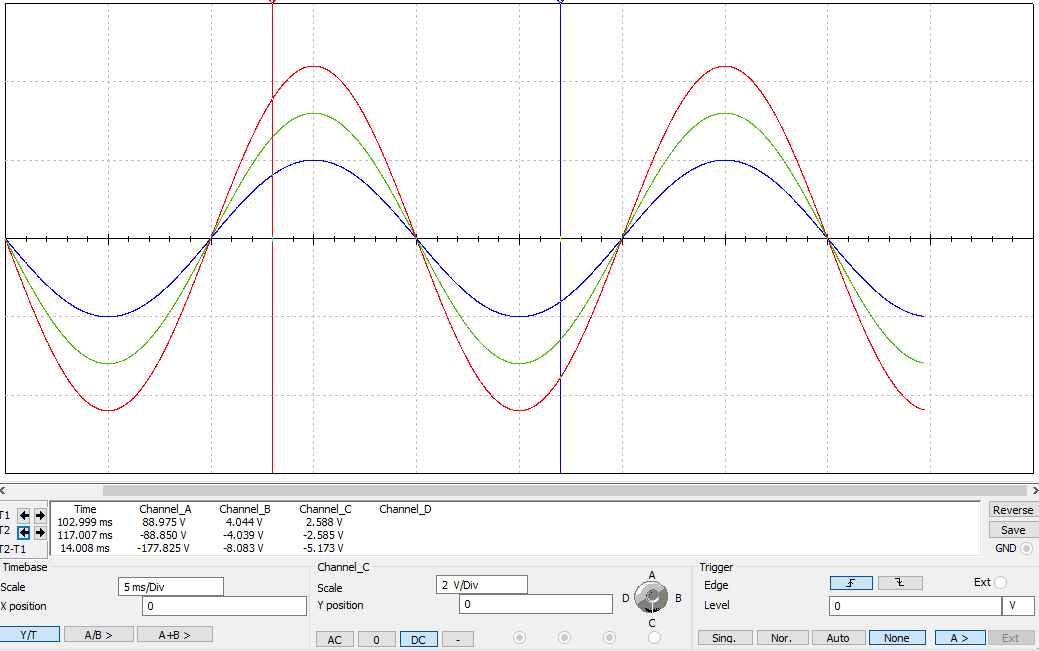 Time Channel_A Channel_B Channel_C Channel_D
T1 102.999 ms 88.975 V 4.044 V 2.588 V
T2 117.007 ms -88.850 V -4.039 V -2.585 V
T2-T1 14.008 ms -177.825 V -8.083 V -5.173 V
Reverse
Save
GND
Timebase
Scale 5 ms/Div
X position 0
Y/T A/B > A+B >
Channel_C
Scale 2 V/Div
Y position 0
AC 0 DC -
A
D B
C
Trigger
Edge Ext
Level 0 V
Sing. Nor. Auto None A > Ext